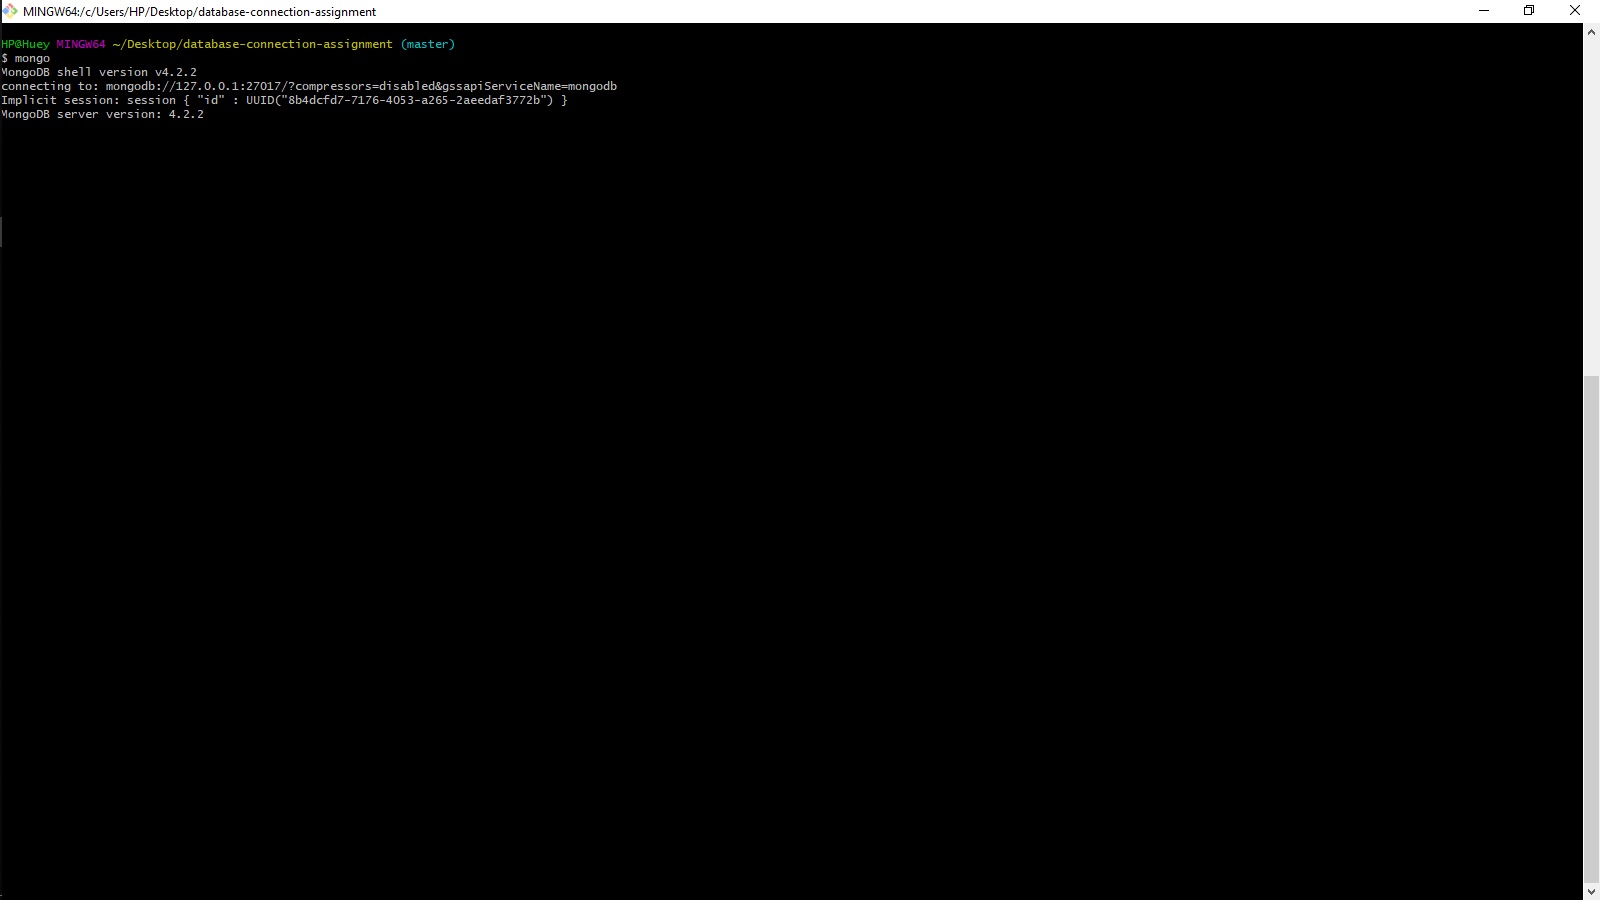 MINGW64:/c/Users/HP/Desktop/database-connection-assignment
HP@Huey MINGW64 ~/Desktop/database-connection-assignment (master)
$ mongo
MongoDB shell version v4.2.2
connecting to: mongodb://127.0.0.1:27017/?compressors=disabled&gssapiServiceName=mongodb
Implicit session: session { "id" : UUID("8b4dcfd7-7176-4053-a265-2aeedaf3772b") }
MongoDB server version: 4.2.2